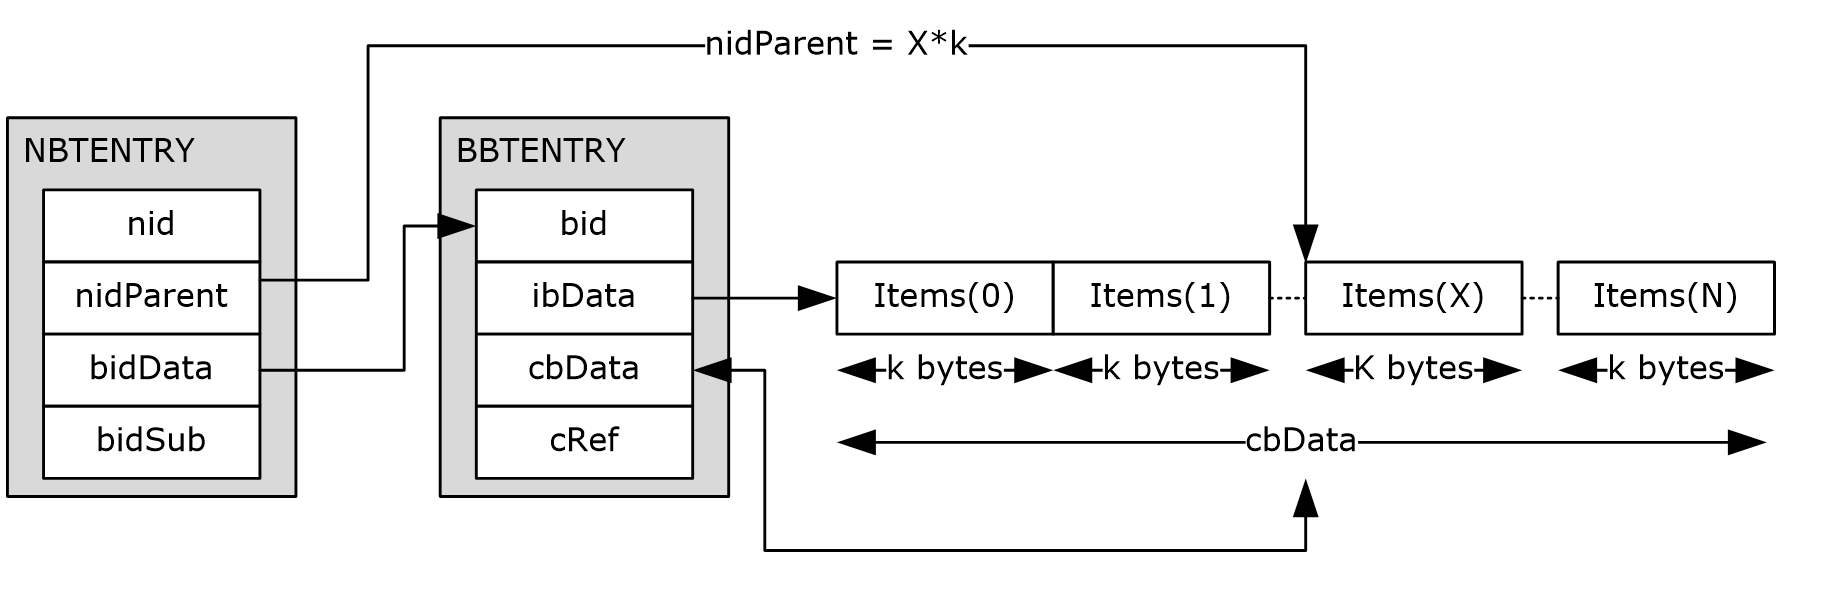 nidParent = X*k
NBTENTRY
nid
nidParent
bidData
bidSub
BBTENTRY
bid
ibData
cbData
cRef
Items(0)
Items(1)
Items(X)
Items(N)
k bytes
k bytes
K bytes
k bytes
cbData